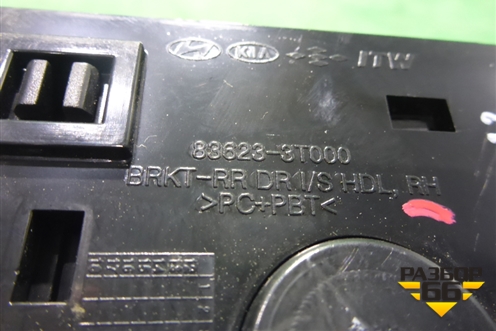 KIA ITW
83623-3T000
BRKT-RR DR I/S HDL, RH
>PC+PBT<
РАЗБОР
66